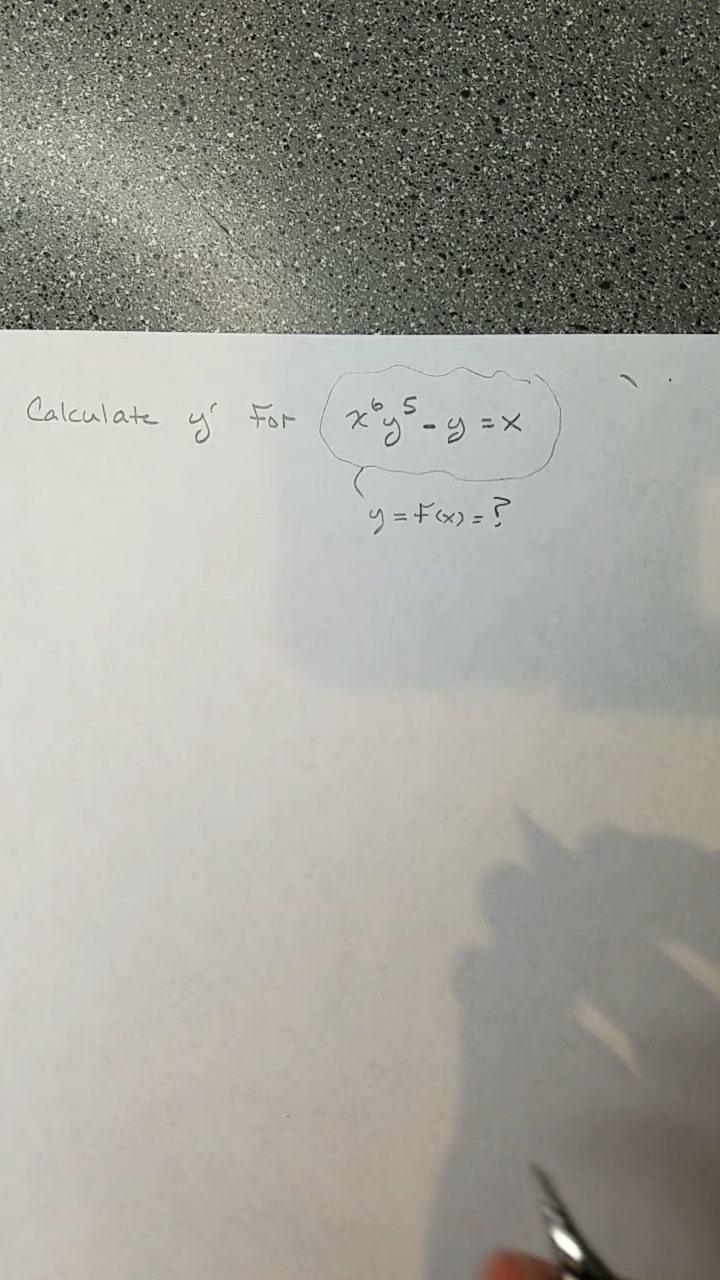 Calculate y' For x⁶y⁵ - y = x
y = F(x) = ?